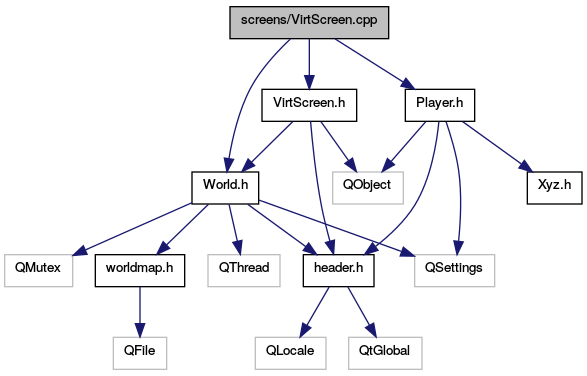 screens/VirtScreen.cpp
VirtScreen.h
Player.h
World.h
QObject
Xyz.h
QMutex
worldmap.h
QThread
header.h
QSettings
QFile
QLocale
QtGlobal